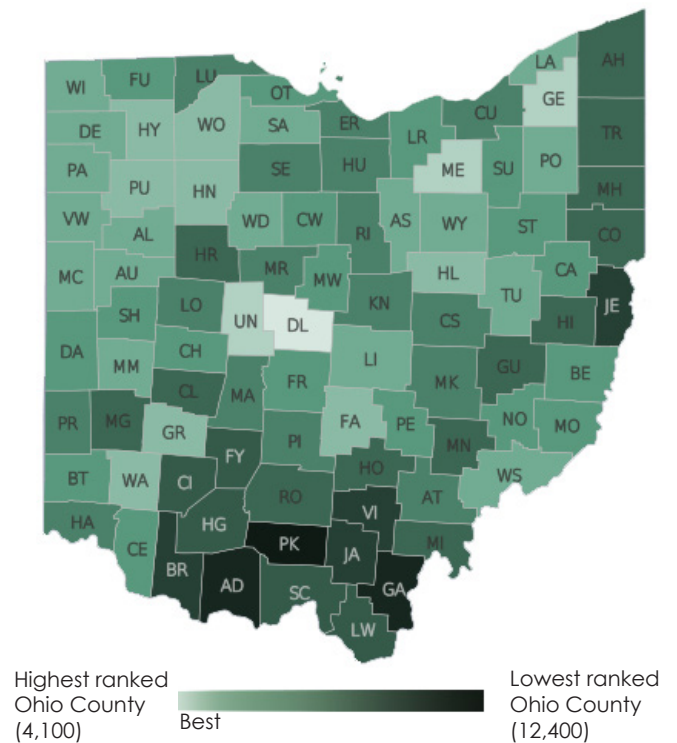 LA
AH
WI
FU
LU
OT
GE
CU
DE
HY
WO
SA
ER
LR
TR
PA
PU
HN
SE
HU
ME
SU
PO
MH
VW
AL
WD
CW
RI
AS
WY
ST
CO
MC
AU
HR
MR
MW
HL
TU
CA
SH
LO
UN
DL
KN
CS
HI
JE
DA
MM
CH
FR
LI
MK
GU
BE
PR
MG
CL
MA
GR
PI
FA
PE
MN
NO
MO
BT
WA
CI
FY
RO
HO
AT
WS
HA
CE
HG
PK
VI
JA
MI
BR
AD
SC
GA
LW
Highest ranked
Ohio County
(4,100)
Best
Lowest ranked
Ohio County
(12,400)